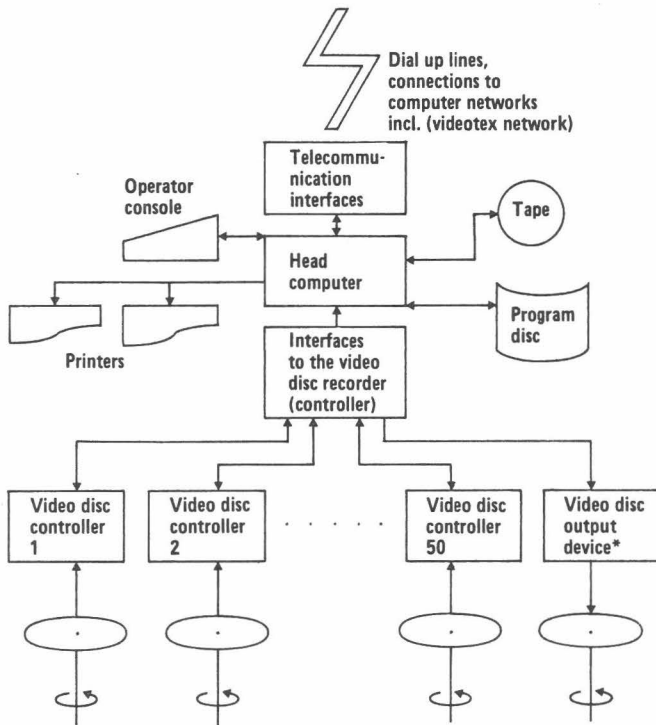 Dial up lines,
connections to
computer networks
incl. (videotex network)
Telecommu-
nication
interfaces
Operator
console
Tape
Head
computer
Program
disc
Printers
Interfaces
to the video
disc recorder
(controller)
Video disc
controller
1
Video disc
controller
2
. . . . . .
Video disc
controller
50
Video disc
output
device*